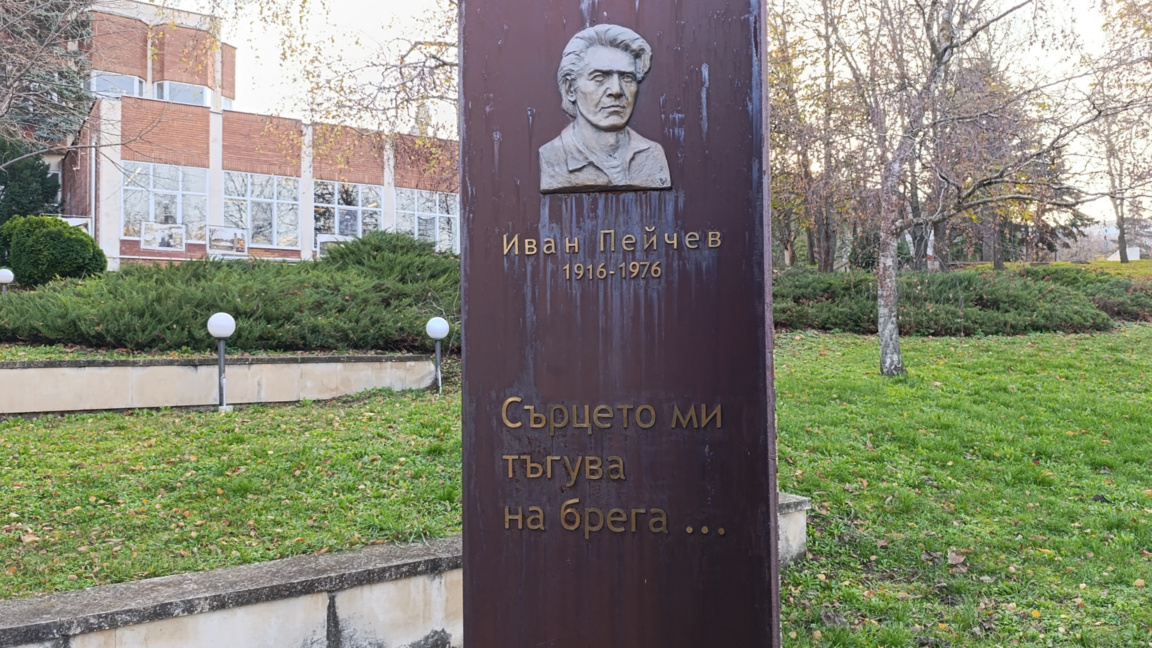 Иван Пейчев
1916-1976
Сърцето ми
тъгува
на брега ...